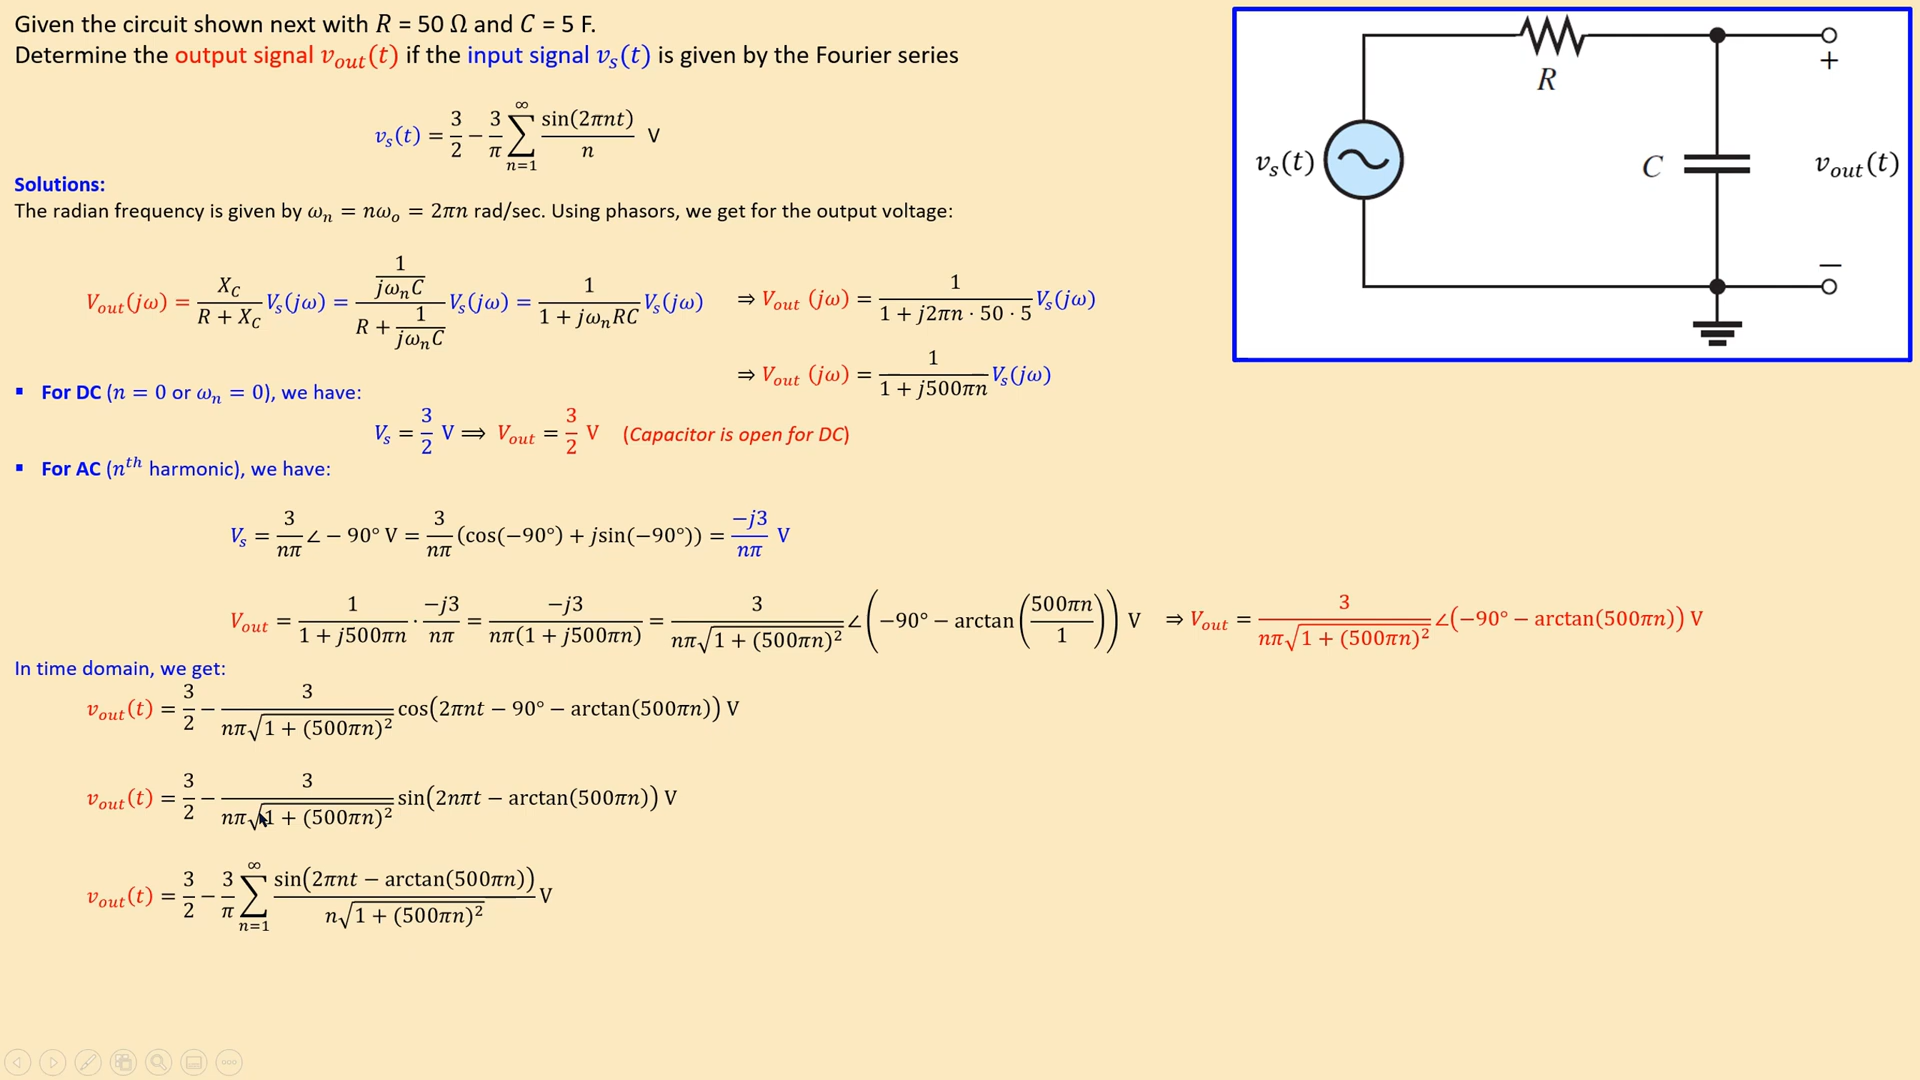 Given the circuit shown next with R = 50 Ω and C = 5 F.
Determine the output signal v_out(t) if the input signal v_s(t) is given by the Fourier series
v_s(t) = 3/2 − 3/π ∑_{n=1}^{∞} sin(2πnt)/n V
Solutions:
The radian frequency is given by ω_n = nω_o = 2πn rad/sec. Using phasors, we get for the output voltage:
V_out(jω) = X_C/(R + X_C) V_s(jω) = (1/(jω_nC))/(R + 1/(jω_nC)) V_s(jω) = 1/(1 + jω_nRC) V_s(jω) ⇒ V_out (jω) = 1/(1 + j2πn · 50 · 5) V_s(jω)
⇒ V_out (jω) = 1/(1 + j500πn) V_s(jω)
▪ For DC (n = 0 or ω_n = 0), we have:
V_s = 3/2 V ⟹ V_out = 3/2 V (Capacitor is open for DC)
▪ For AC (n^th harmonic), we have:
V_s = 3/(nπ) ∠ − 90° V = 3/(nπ) (cos(−90°) + jsin(−90°)) = −j3/(nπ) V
V_out = 1/(1 + j500πn) · −j3/(nπ) = −j3/(nπ(1 + j500πn)) = 3/(nπ√(1 + (500πn)²)) ∠(−90° − arctan(500πn/1)) V ⇒ V_out = 3/(nπ√(1 + (500πn)²)) ∠(−90° − arctan(500πn)) V
In time domain, we get:
v_out(t) = 3/2 − 3/(nπ√(1 + (500πn)²)) cos(2πnt − 90° − arctan(500πn)) V
v_out(t) = 3/2 − 3/(nπ√(1 + (500πn)²)) sin(2nπt − arctan(500πn)) V
v_out(t) = 3/2 − 3/π ∑_{n=1}^{∞} sin(2πnt − arctan(500πn))/(n√(1 + (500πn)²)) V
R
+
v_s(t)
C
v_out(t)
−